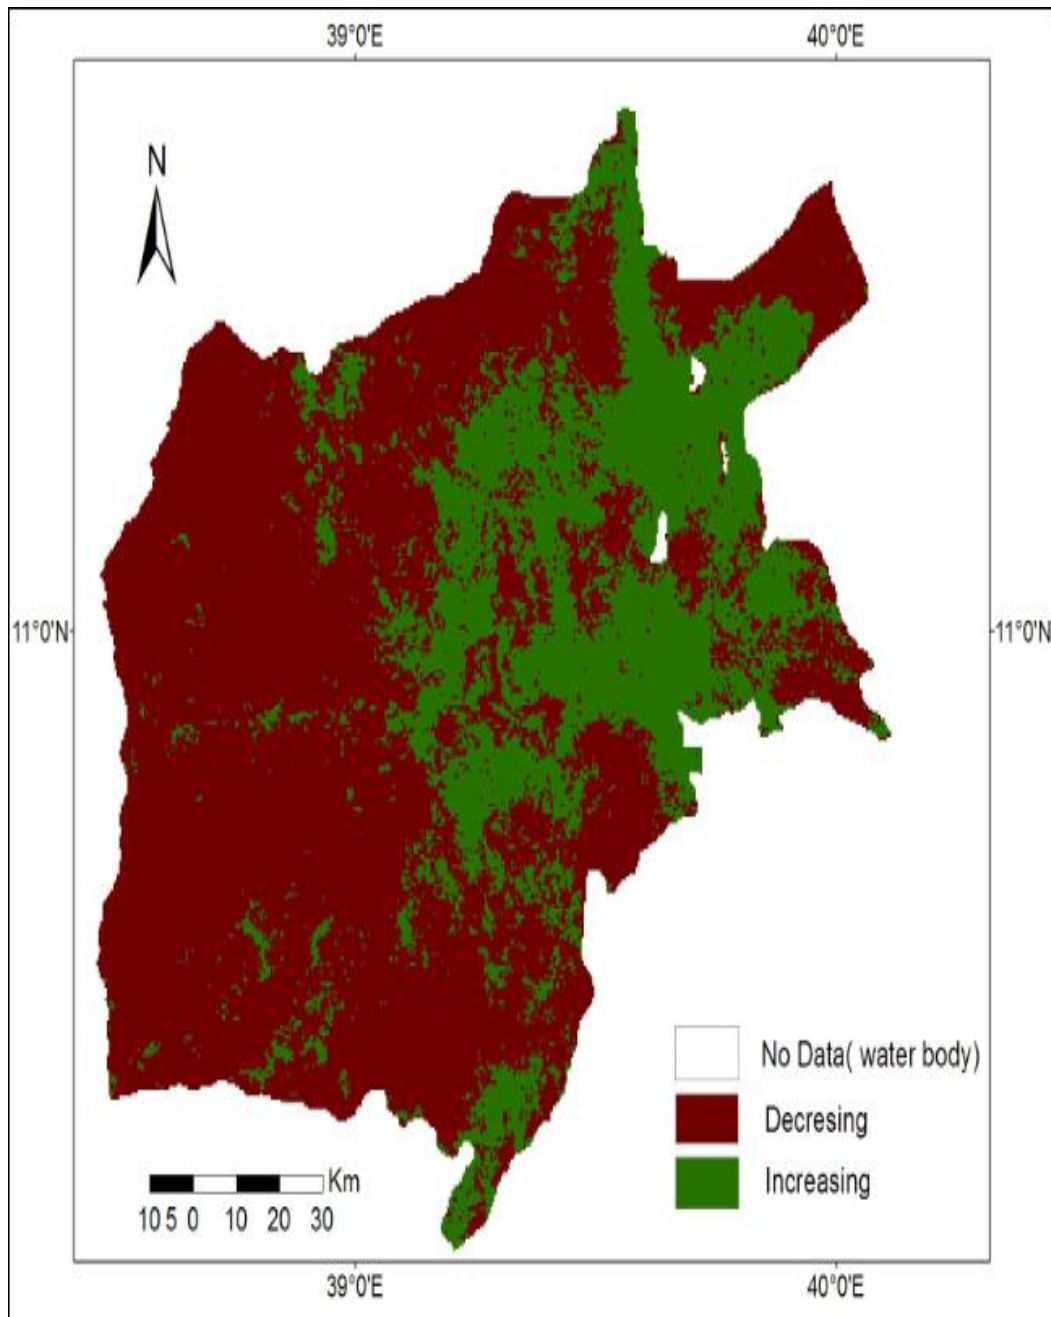 39°0'E 40°0'E
N
11°0'N 11°0'N
No Data( water body)
Decresing
Increasing
Km
10 5 0 10 20 30
39°0'E 40°0'E